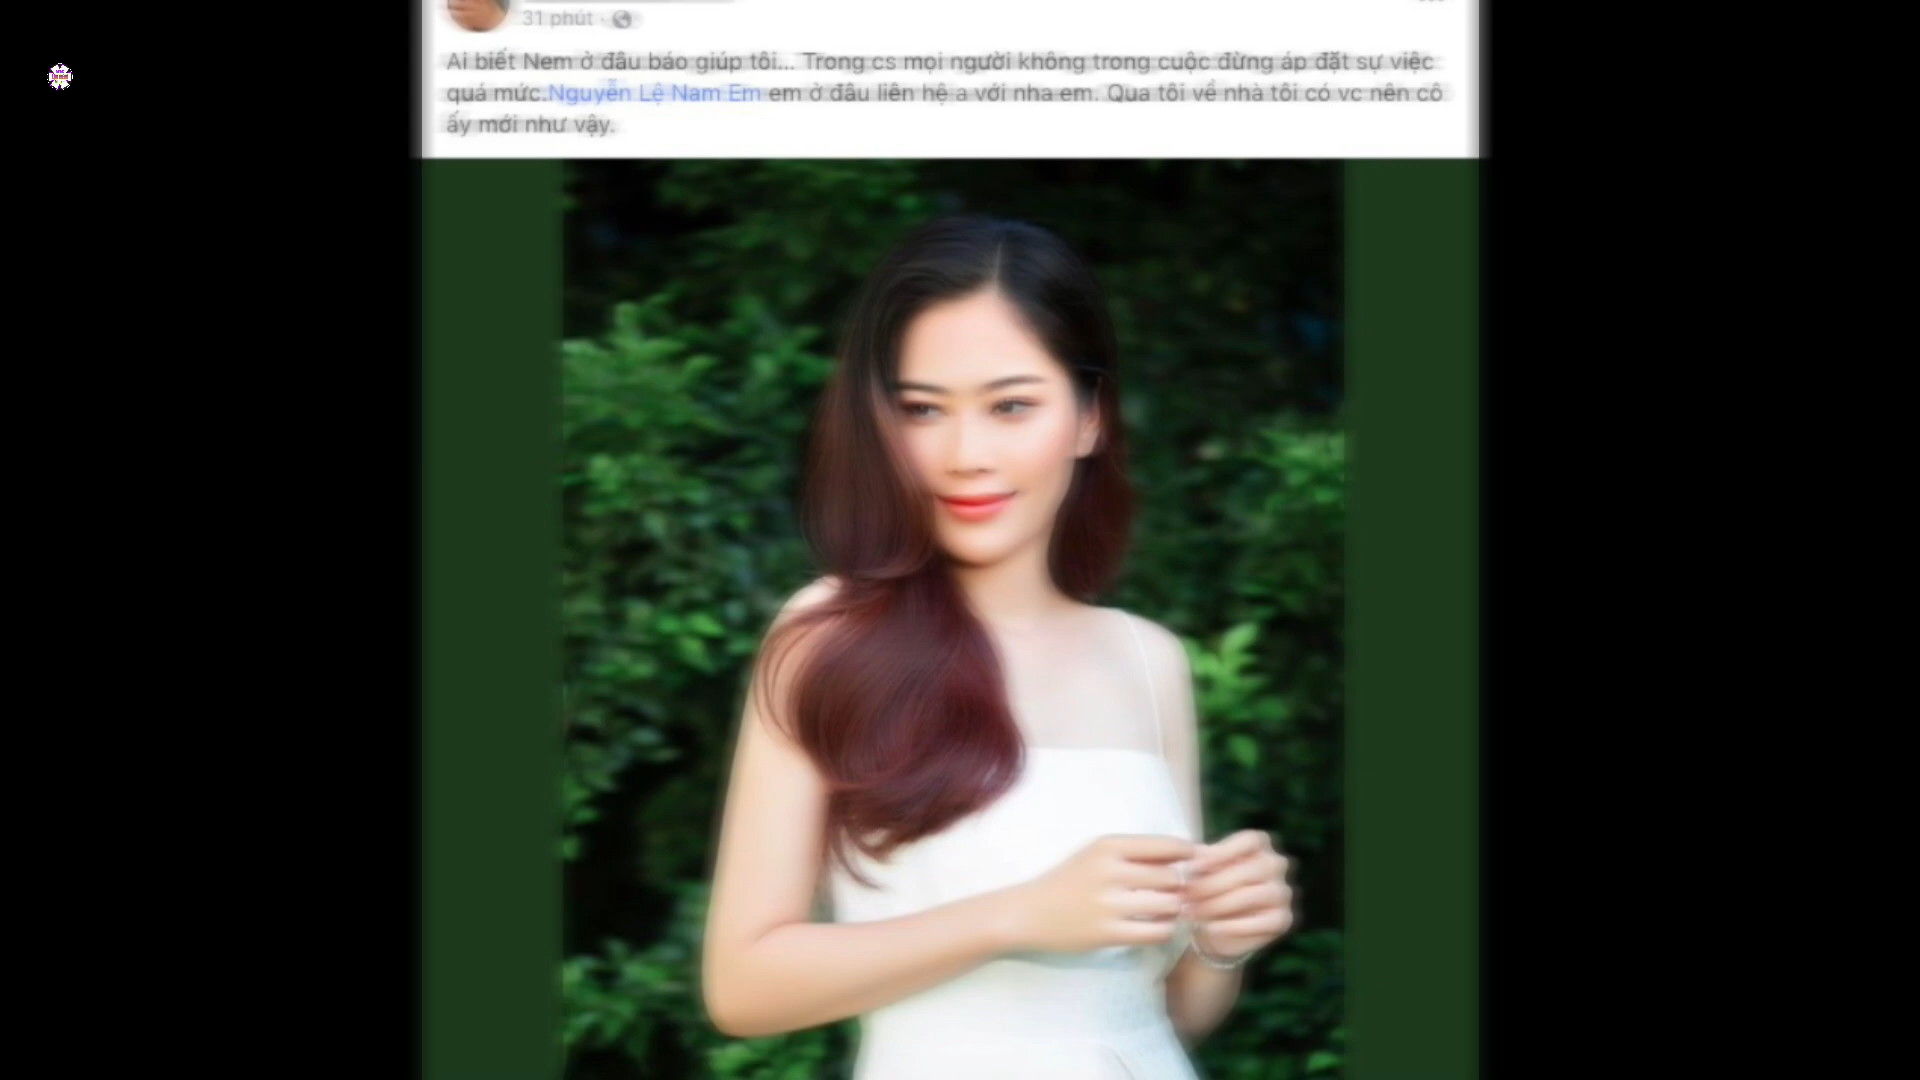 31 phút ·
Ai biết Nem ở đâu báo giúp tôi... Trong cs mọi người không trong cuộc đừng áp đặt sự việc
quá mức.Nguyễn Lệ Nam Em em ở đâu liên hệ a với nha em. Qua tôi về nhà tôi có vc nên cô
ấy mới như vậy.